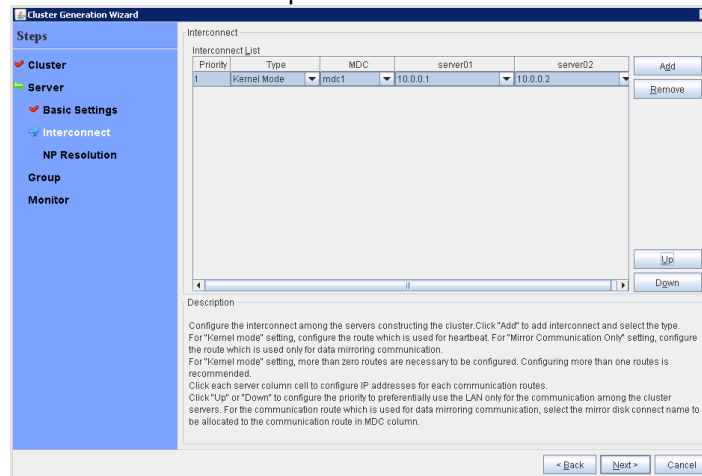 Cluster Generation Wizard
Steps
Cluster
Server
Basic Settings
Interconnect
NP Resolution
Group
Monitor
Interconnect
Interconnect List
Priority Type MDC server01 server02
1 Kernel Mode mdc1 10.0.0.1 10.0.0.2
Add
Remove
Up
Down
Description
Configure the interconnect among the servers constructing the cluster.Click "Add" to add interconnect and select the type.
For "Kernel mode" setting, configure the route which is used for heartbeat. For "Mirror Communication Only" setting, configure
the route which is used only for data mirroring communication.
For "Kernel mode" setting, more than zero routes are necessary to be configured. Configuring more than one routes is
recommended.
Click each server column cell to configure IP addresses for each communication routes.
Click "Up" or "Down" to configure the priority to preferentially use the LAN only for the communication among the cluster
servers. For the communication route which is used for data mirroring communication, select the mirror disk connect name to
be allocated to the communication route in MDC column.
< Back Next > Cancel